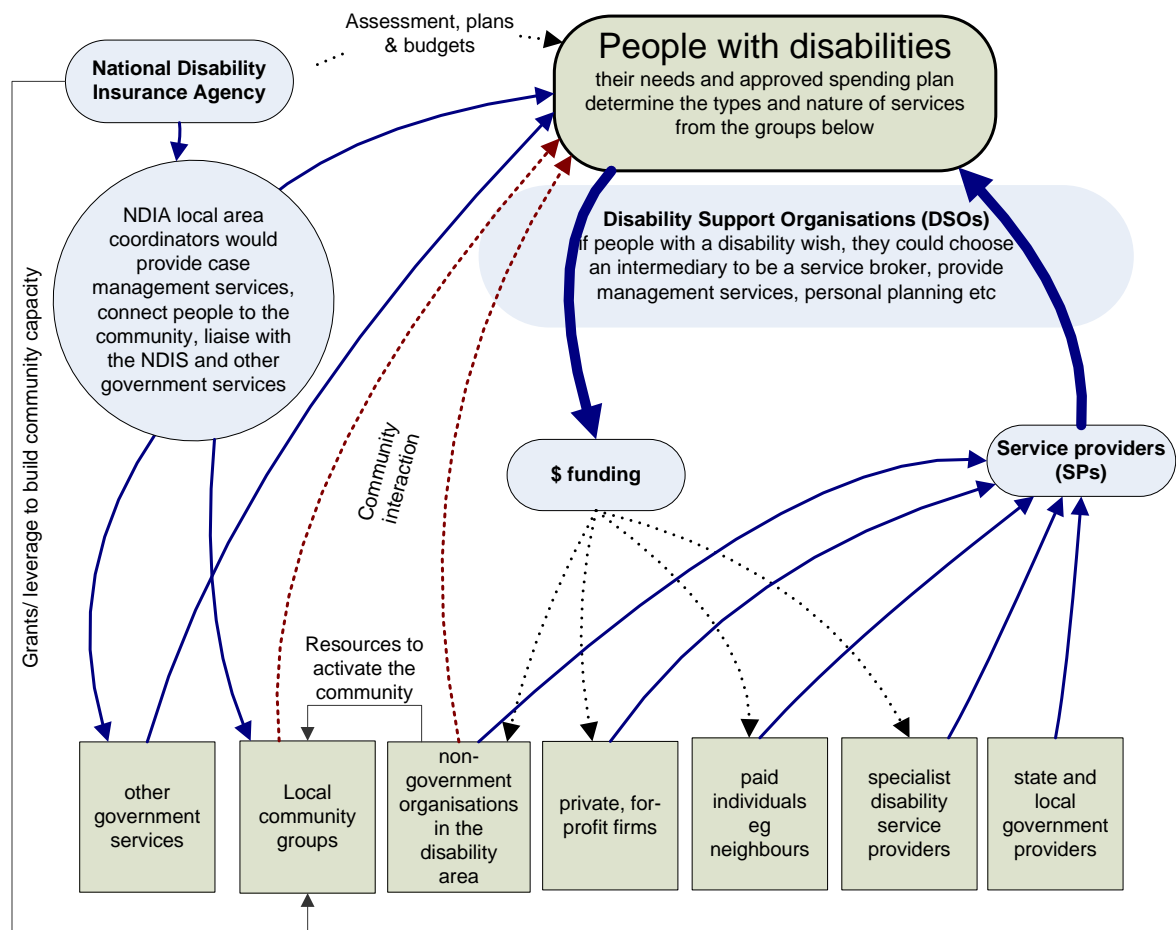 Assessment, plans
& budgets
National Disability
Insurance Agency
People with disabilities
their needs and approved spending plan
determine the types and nature of services
from the groups below
NDIA local area
coordinators would
provide case
management services,
connect people to the
community, liaise with
the NDIS and other
government services
Disability Support Organisations (DSOs)
If people with a disability wish, they could choose
an intermediary to be a service broker, provide
management services, personal planning etc
Grants/ leverage to build community capacity
Community
interaction
$ funding
Service providers
(SPs)
Resources to
activate the
community
other
government
services
Local
community
groups
non-
government
organisations
in the
disability
area
private, for-
profit firms
paid
individuals
eg
neighbours
specialist
disability
service
providers
state and
local
government
providers